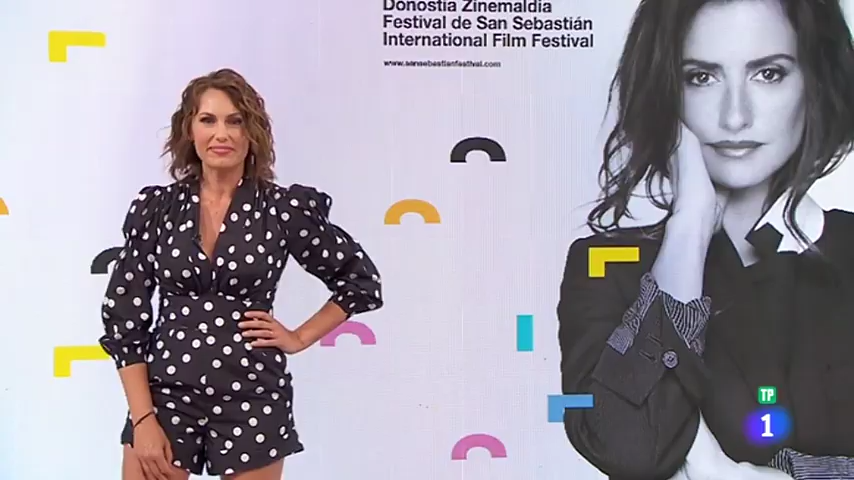 Donostia Zinemaldia
Festival de San Sebastián
International Film Festival
www.sansebastianfestival.com
TP
1